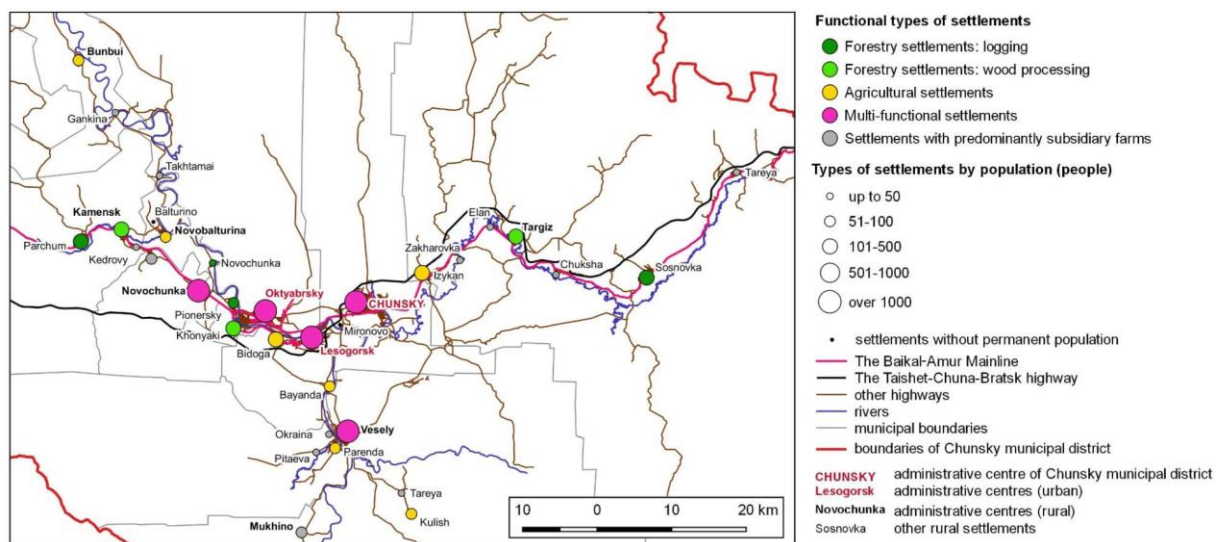 Bunbui
Gankina
Takhtamai
Kamensk
Balturino
Novobalturina
Parchum
Kedrovy
Novochunka
Novochunka
Oktyabrsky
Pionersky
Khonyaki
Bidoga
Lesogorsk
CHUNSKY
Mironovo
Izykan
Zakharovka
Elan
Targiz
Chuksha
Sosnovka
Tareya
Bayanda
Okraina
Vesely
Pitaeva
Parenda
Tareya
Mukhino
Kulish
10 0 10 20 km
Functional types of settlements
Forestry settlements: logging
Forestry settlements: wood processing
Agricultural settlements
Multi-functional settlements
Settlements with predominantly subsidiary farms
Types of settlements by population (people)
up to 50
51-100
101-500
501-1000
over 1000
settlements without permanent population
The Baikal-Amur Mainline
The Taishet-Chuna-Bratsk highway
other highways
rivers
municipal boundaries
boundaries of Chunsky municipal district
CHUNSKY administrative centre of Chunsky municipal district
Lesogorsk administrative centres (urban)
Novochunka administrative centres (rural)
Sosnovka other rural settlements